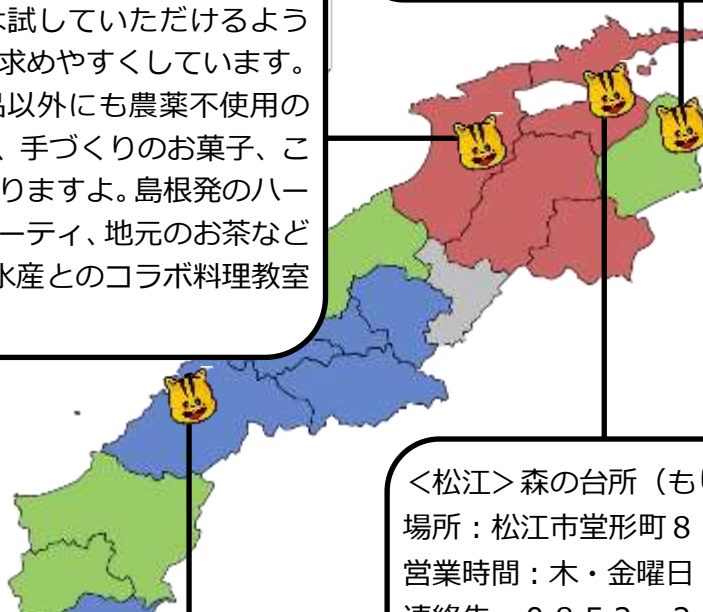 試していただけるよう
求めやすくしています。
品以外にも農薬不使用の
、手づくりのお菓子、こ
りますよ。島根発のハー
ーティ、地元のお茶など
水産とのコラボ料理教室
＜松江＞森の台所（も
場所：松江市堂形町８
営業時間：木・金曜日